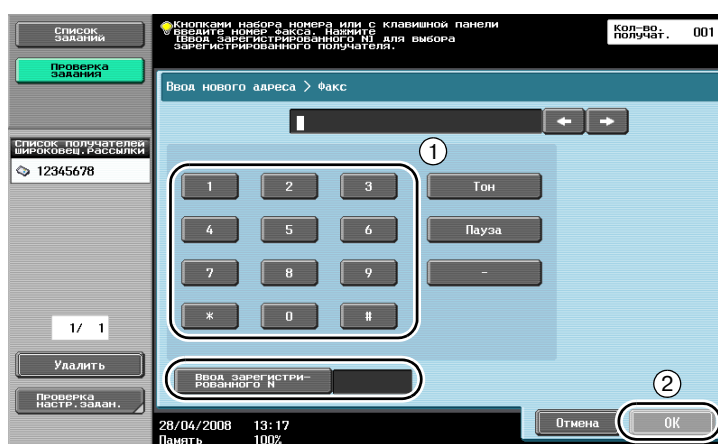 Список
заданий
Кнопками набора номера или с клавишной панели
введите номер факса. Нажмите
[Ввод зарегистрированного N] для выбора
зарегистрированного получателя.
Кол-во.
получат. 001
Проверка
задания
Ввод нового адреса > Факс
← →
Список получателей
широковещ.рассылки
12345678
1
1 2 3 Тон
4 5 6 Пауза
7 8 9 -
* 0 #
1/ 1
Удалить
Ввод зарегистри-
рованного N
2
Проверка
настр.задан.
28/04/2008 13:17
Память 100%
Отмена OK